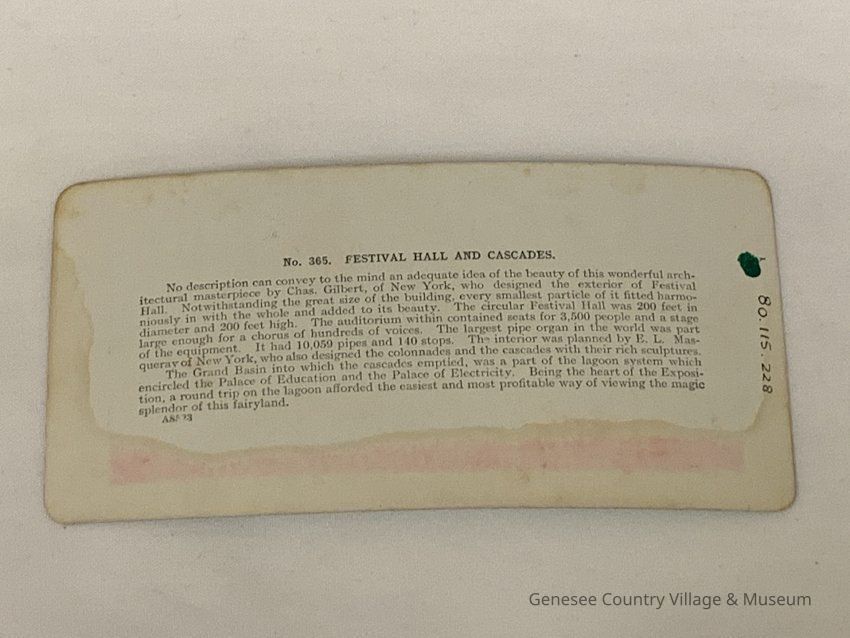 No. 365. FESTIVAL HALL AND CASCADES.
No description can convey to the mind an adequate idea of the beauty of this wonderful arch-
itectural masterpiece by Chas. Gilbert, of New York, who designed the exterior of Festival
Hall. Notwithstanding the great size of the building, every smallest particle of it fitted harmo-
niously in with the whole and added to its beauty. The circular Festival Hall was 200 feet in
diameter and 200 feet high. The auditorium within contained seats for 3,500 people and a stage
large enough for a chorus of hundreds of voices. The largest pipe organ in the world was part
of the equipment. It had 10,059 pipes and 140 stops. The interior was planned by E. L. Mas-
queray of New York, who also designed the colonnades and the cascades with their rich sculptures.
The Grand Basin into which the cascades emptied, was a part of the lagoon system which
encircled the Palace of Education and the Palace of Electricity. Being the heart of the Exposi-
tion, a round trip on the lagoon afforded the easiest and most profitable way of viewing the magic
splendor of this fairyland.
80.115.228
Genesee Country Village & Museum